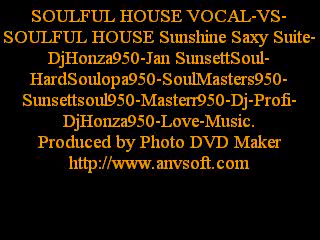 SOULFUL HOUSE VOCAL-VS-
SOULFUL HOUSE Sunshine Saxy Suite-
DjHonza950-Jan SunsettSoul-
HardSoulopa950-SoulMasters950-
Sunsettsoul950-Masterr950-Dj-Profi-
DjHonza950-Love-Music.
Produced by Photo DVD Maker
http://www.anvsoft.com